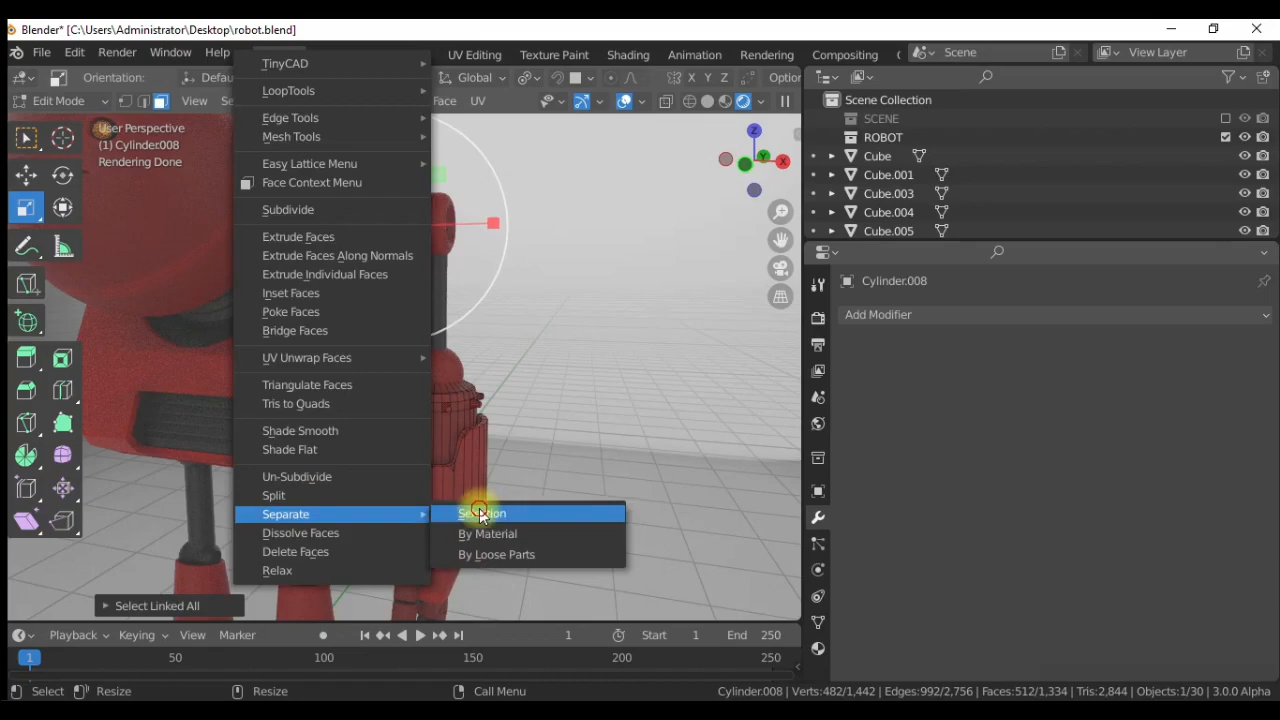 Blender* [C:\Users\Administrator\Desktop\robot.blend]
File Edit Render Window Help
UV Editing Texture Paint Shading Animation Rendering Compositing
Scene
View Layer
Orientation:
Global
Edit Mode View
Face UV
User Perspective
(1) Cylinder.008
Rendering Done
X Y Z
Z
Y
X
TinyCAD
LoopTools
Edge Tools
Mesh Tools
Easy Lattice Menu
Face Context Menu
Subdivide
Extrude Faces
Extrude Faces Along Normals
Extrude Individual Faces
Inset Faces
Poke Faces
Bridge Faces
UV Unwrap Faces
Triangulate Faces
Tris to Quads
Shade Smooth
Shade Flat
Un-Subdivide
Split
Separate
Dissolve Faces
Delete Faces
Relax
Selection
By Material
By Loose Parts
Select Linked All
Scene Collection
SCENE
ROBOT
Cube
Cube.001
Cube.003
Cube.004
Cube.005
Cylinder.008
Add Modifier
Playback Keying View Marker
1
Start 1
End 250
1 50 100 150 200 250
Select
Resize
Resize
Call Menu
Cylinder.008 | Verts:482/1,442 | Edges:992/2,756 | Faces:512/1,334 | Tris:2,844 | Objects:1/30 | 3.0.0 Alpha